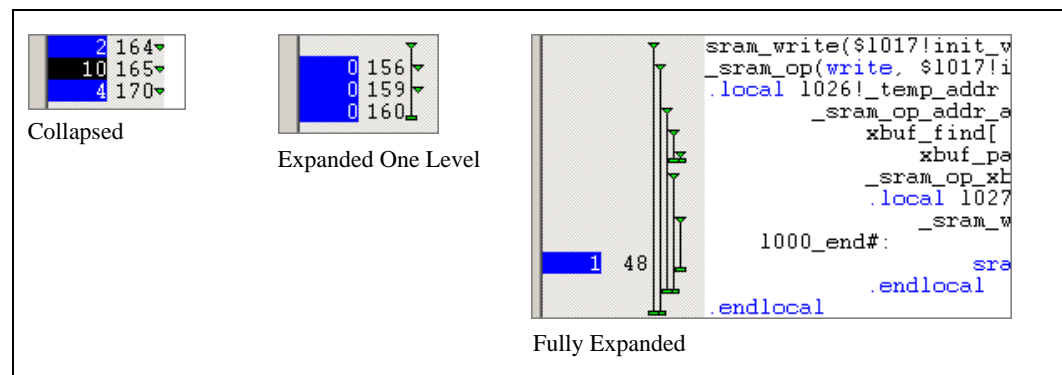 2 164
10 165
4 170
Collapsed
0 156
0 159
0 160
Expanded One Level
sram_write($1017!init_v
_sram_op(write, $1017!i
.local 1026!_temp_addr
_sram_op_addr_a
xbuf_find[
xbuf_pa
_sram_op_xb
.local 1027
_sram_w
1000_end#:
1 48 sra
.endlocal
.endlocal
Fully Expanded